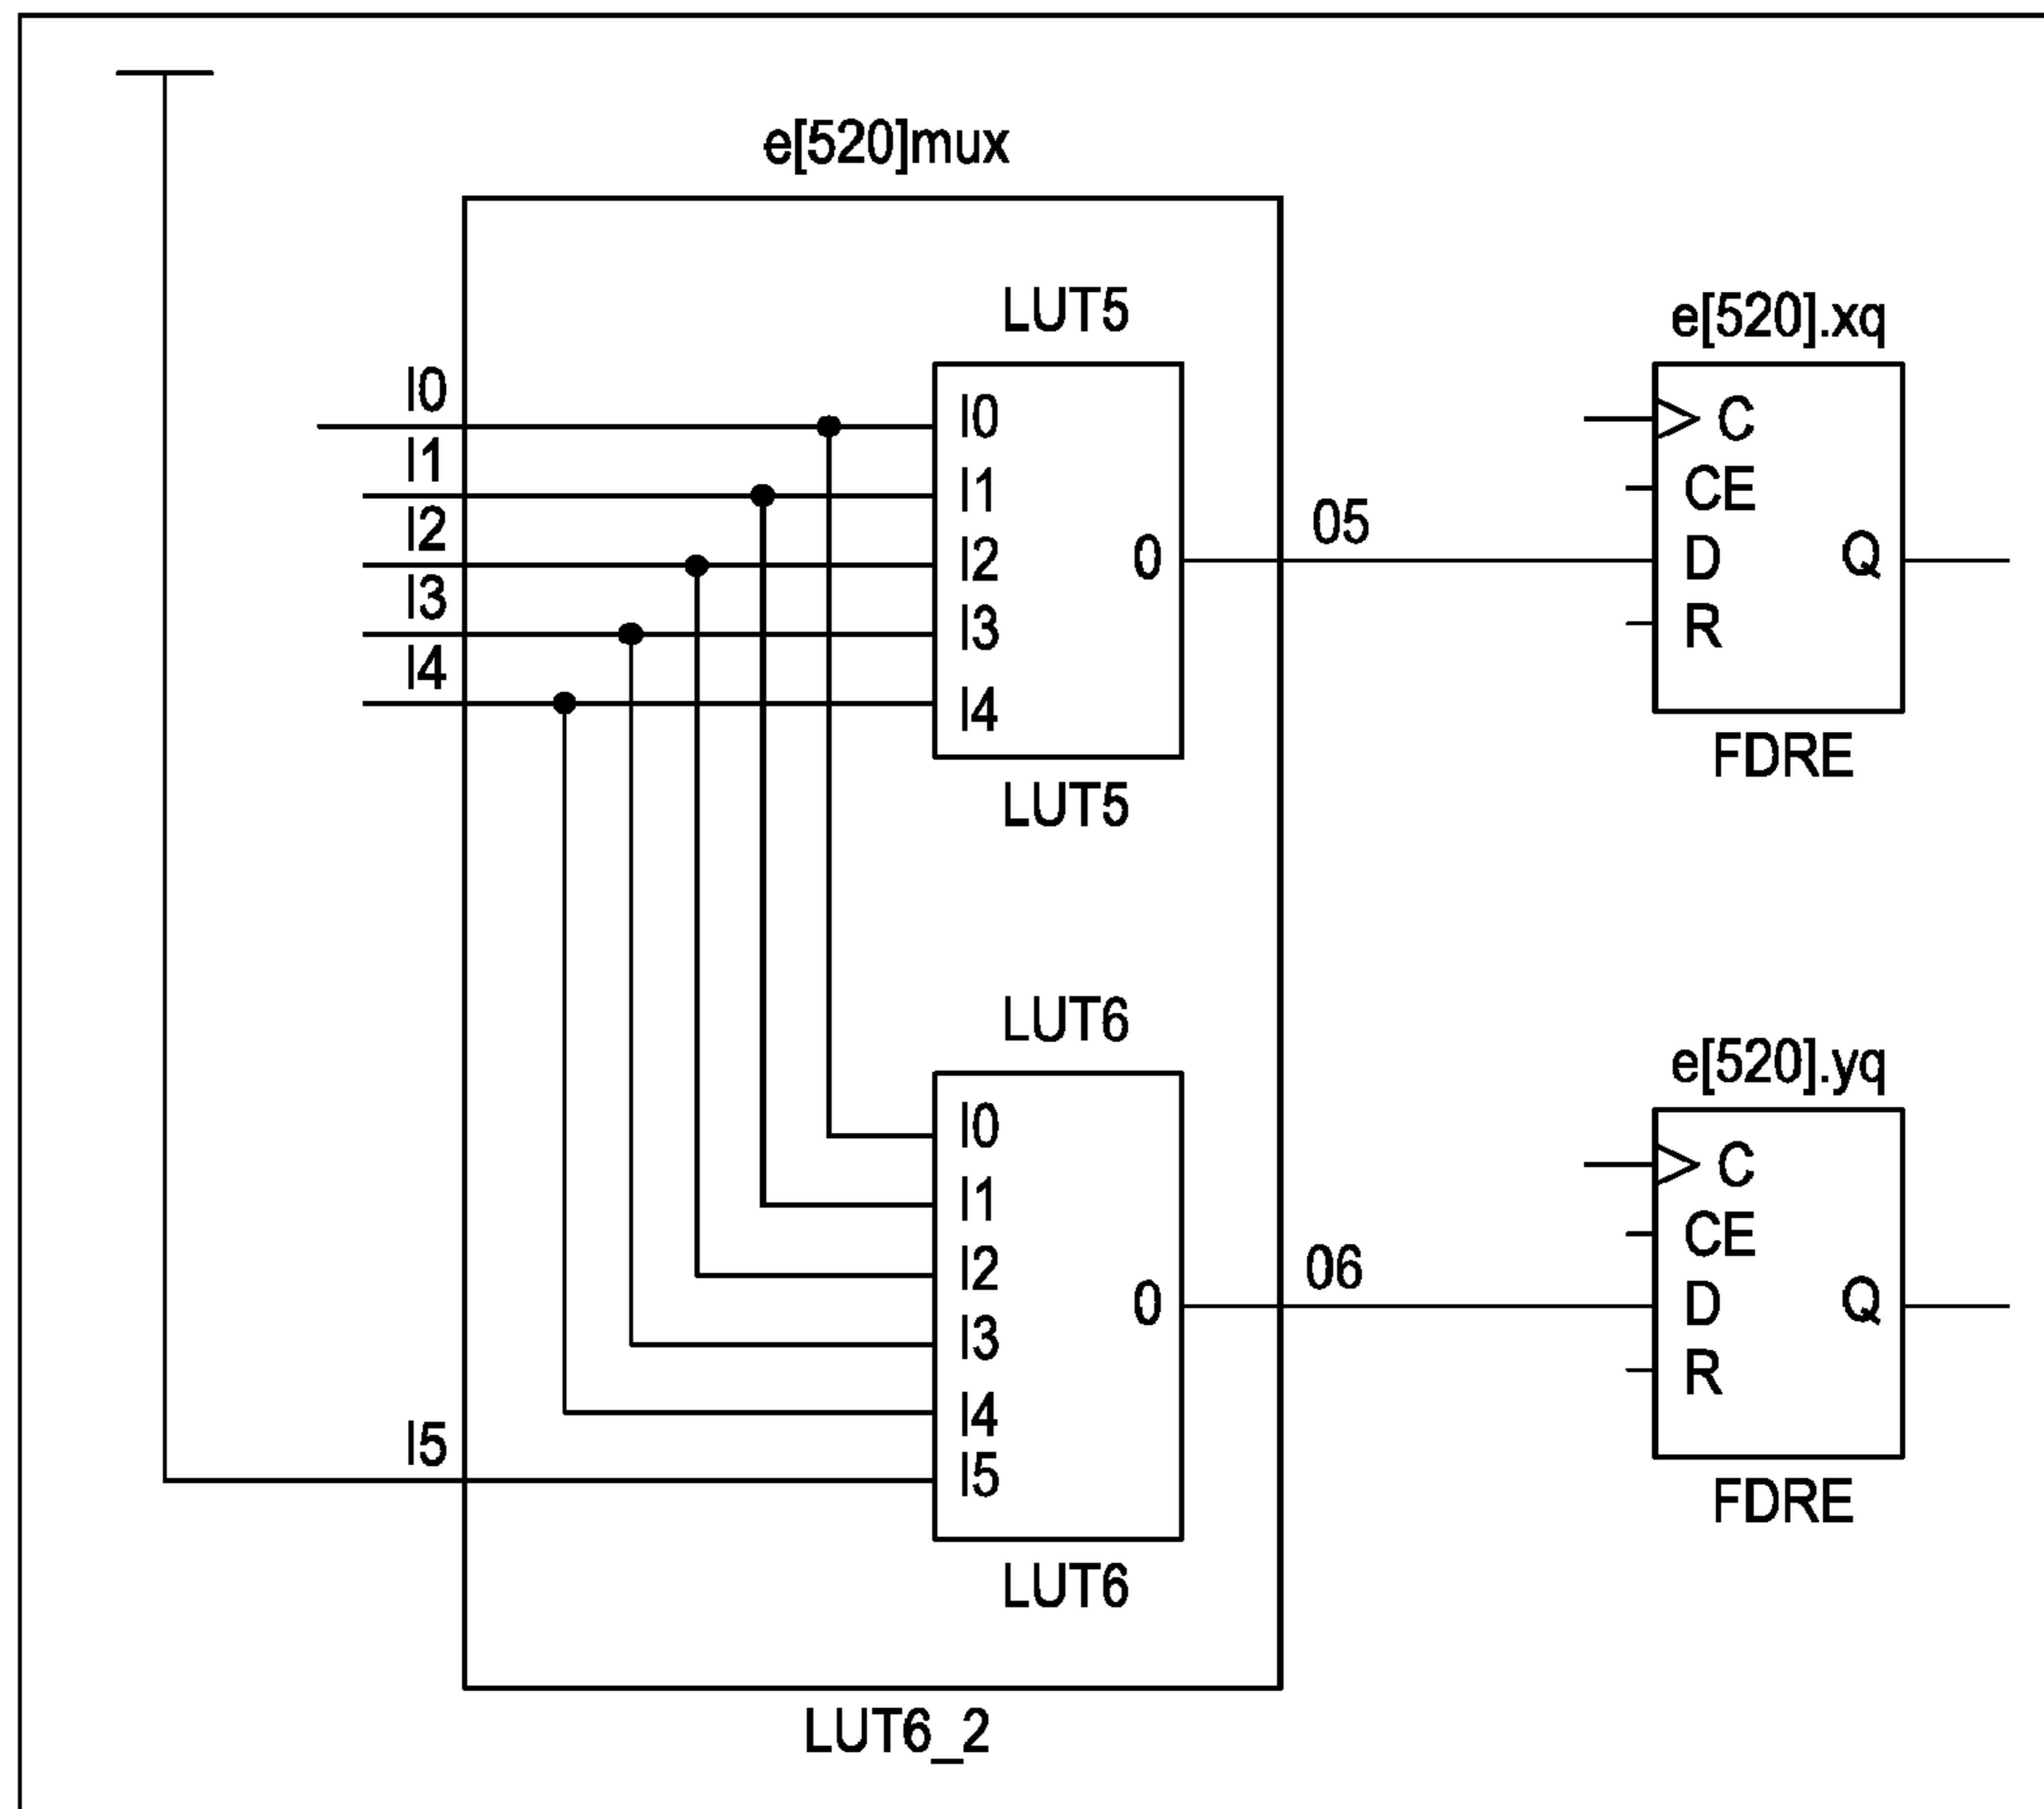 e[520]mux
LUT5
e[520].xq
I0
I1
I2
I3
I4
I0
I1
I2
I3
I4
0
05
C
CE
D
R
Q
FDRE
LUT5
LUT6
e[520].yq
I0
I1
I2
I3
I4
I5
0
06
C
CE
D
R
Q
FDRE
I5
LUT6
LUT6_2